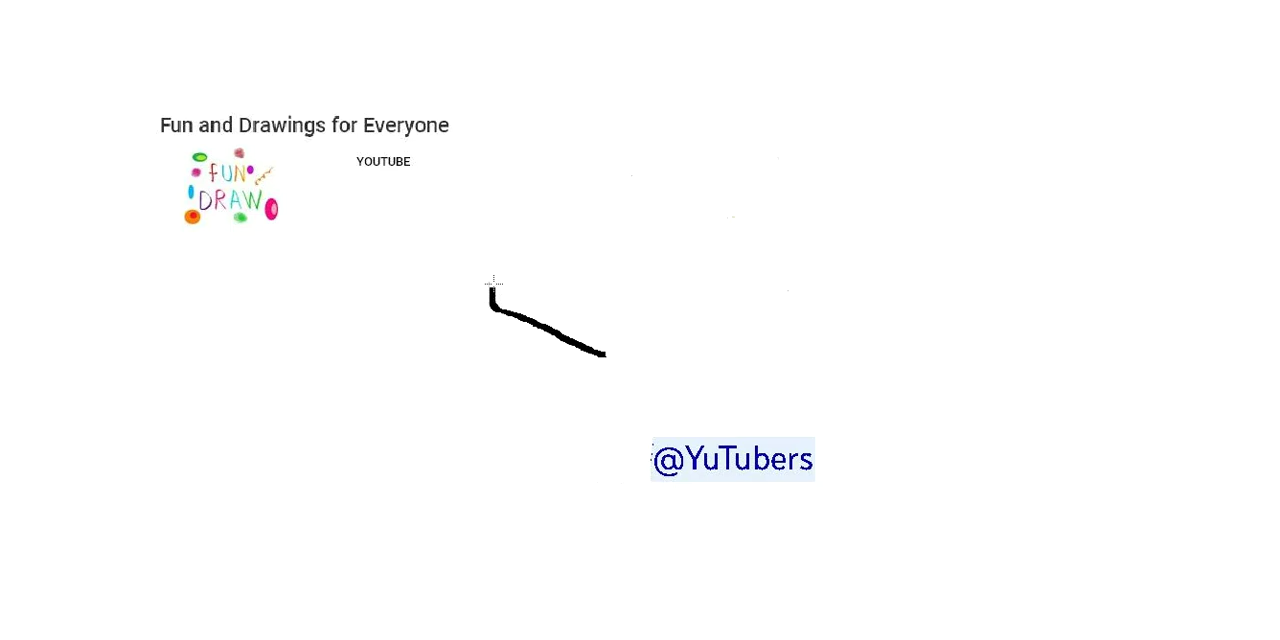 Fun and Drawings for Everyone
YOUTUBE
fUN
DRAW
@YuTubers